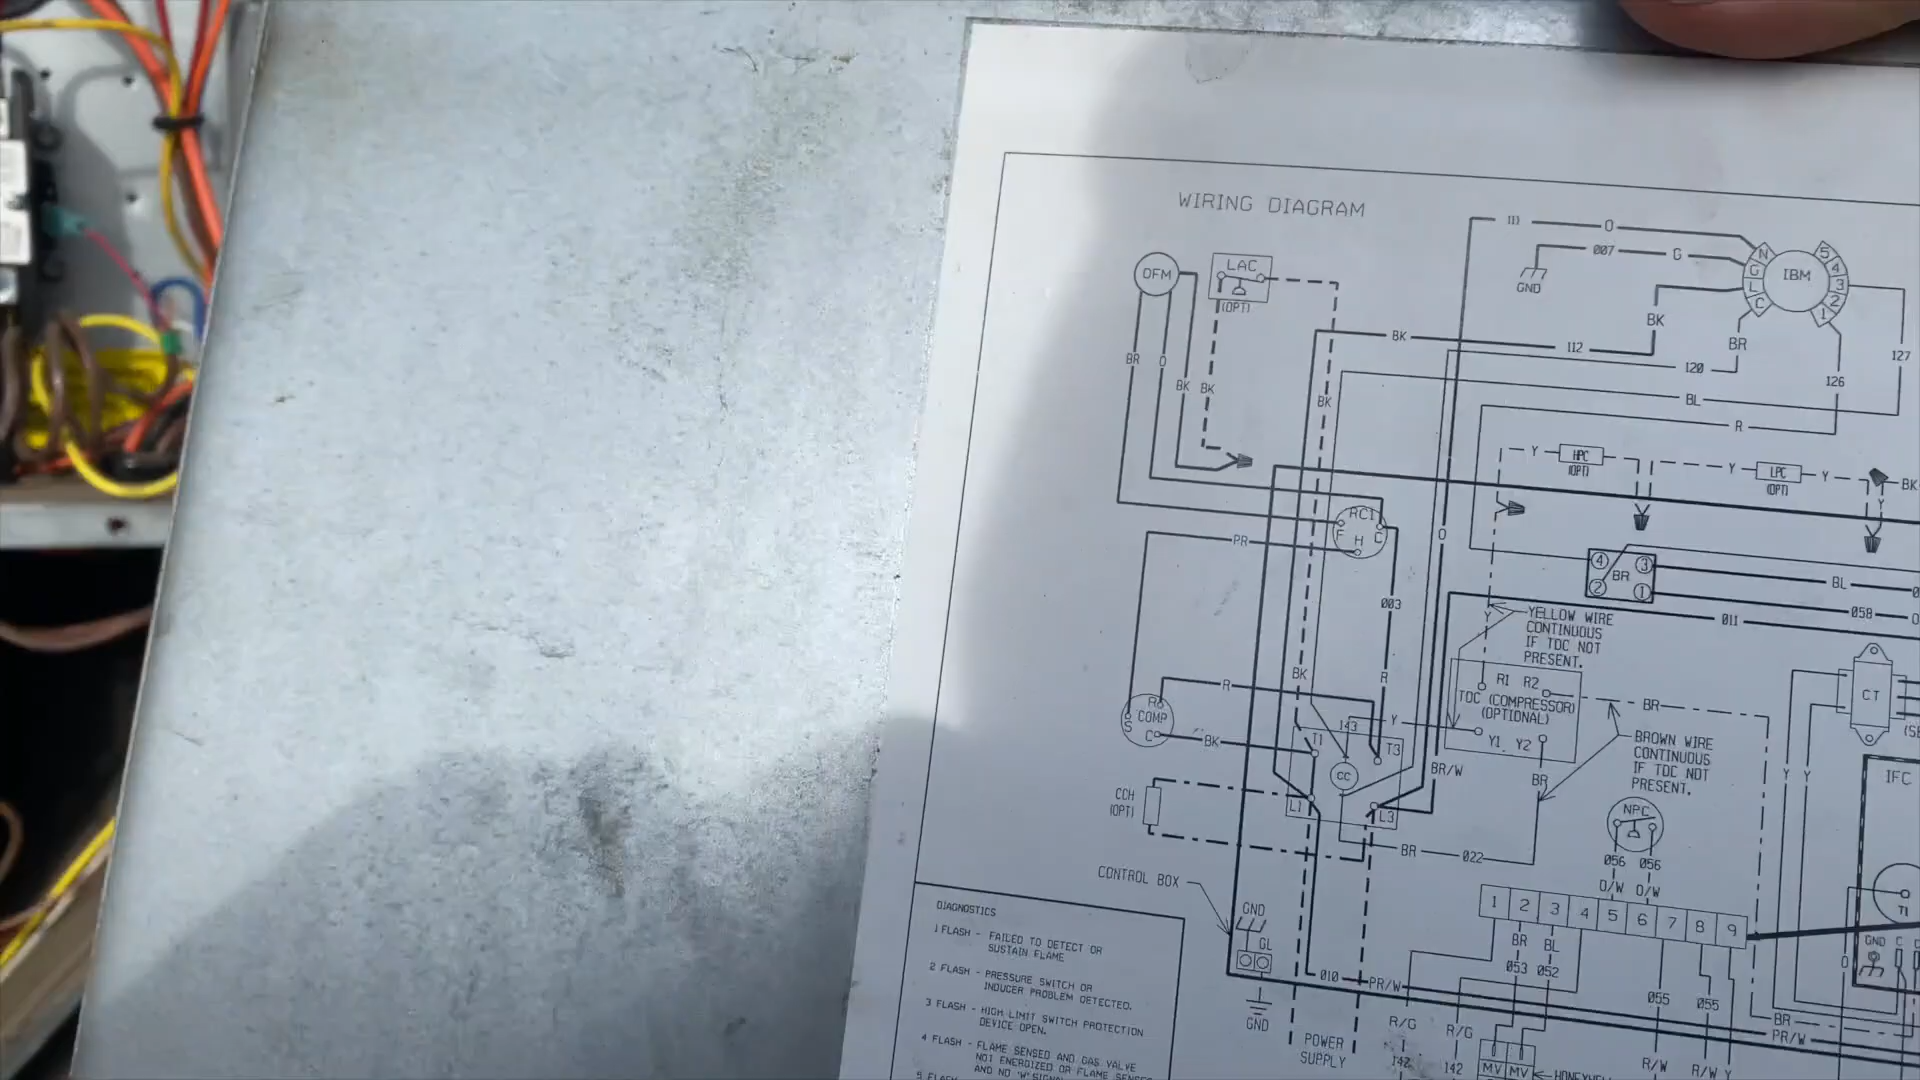 WIRING DIAGRAM
111
O
007
G
GND
N
G
L
C
IBM
5
4
3
2
1
OFM
LAC
(OPT)
BR
O
BK
BK
BK
BK
112
BK
120
BR
BL
R
126
127
Y
HPC
(OPT)
Y
LPC
(OPT)
Y
Y
BK
RC1
F
H
C
PR
O
003
R
4
3
BR
2
1
BL
058
O
011
Y
YELLOW WIRE
CONTINUOUS
IF TDC NOT
PRESENT.
R1 R2
TDC (COMPRESSOR)
(OPTIONAL)
Y1 Y2
BR
BR
BROWN WIRE
CONTINUOUS
IF TDC NOT
PRESENT.
R
BK
R
COMP
S
C
BK
143
Y
T1
T3
CC
L1
L3
BR/W
CCH
(OPT)
BR
022
NPC
056 056
O/W O/W
CT
Y
Y
IFC
T1
GND C
O
CONTROL BOX
GND
GL
GND
1 2 3 4 5 6 7 8 9
BR BL
053 052
055
055
010
PR/W
R/G
R/G
142
142
R/W
R/W
Y
BR
PR/W
MV MV
POWER
SUPPLY
DIAGNOSTICS
1 FLASH - FAILED TO DETECT OR
SUSTAIN FLAME
2 FLASH - PRESSURE SWITCH OR
INDUCER PROBLEM DETECTED.
3 FLASH - HIGH LIMIT SWITCH PROTECTION
DEVICE OPEN.
4 FLASH - FLAME SENSED AND GAS VALVE
NOT ENERGIZED OR FLAME SENSED
AND NO 'W' SIGNAL